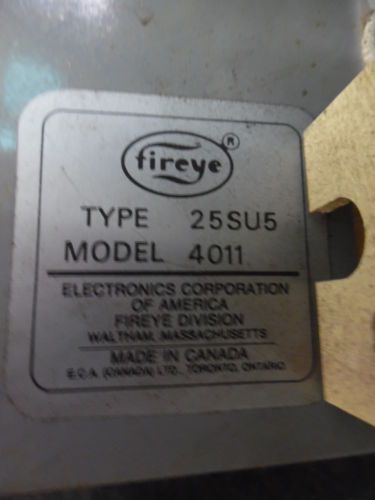 fireye®
TYPE 25SU5
MODEL 4011
ELECTRONICS CORPORATION
OF AMERICA
FIREYE DIVISION
WALTHAM, MASSACHUSETTS
MADE IN CANADA
E.C.A. (CANADA) LTD., TORONTO, ONTARIO